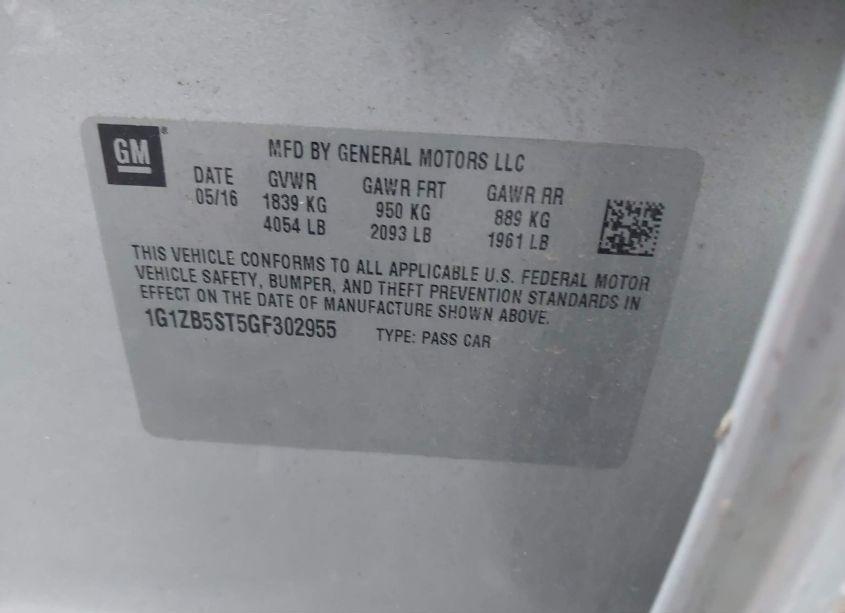 GM®
MFD BY GENERAL MOTORS LLC
DATE GVWR GAWR FRT GAWR RR
05/16 1839 KG 950 KG 889 KG
4054 LB 2093 LB 1961 LB
THIS VEHICLE CONFORMS TO ALL APPLICABLE U.S. FEDERAL MOTOR
VEHICLE SAFETY, BUMPER, AND THEFT PREVENTION STANDARDS IN
EFFECT ON THE DATE OF MANUFACTURE SHOWN ABOVE.
1G1ZB5ST5GF302955 TYPE: PASS CAR